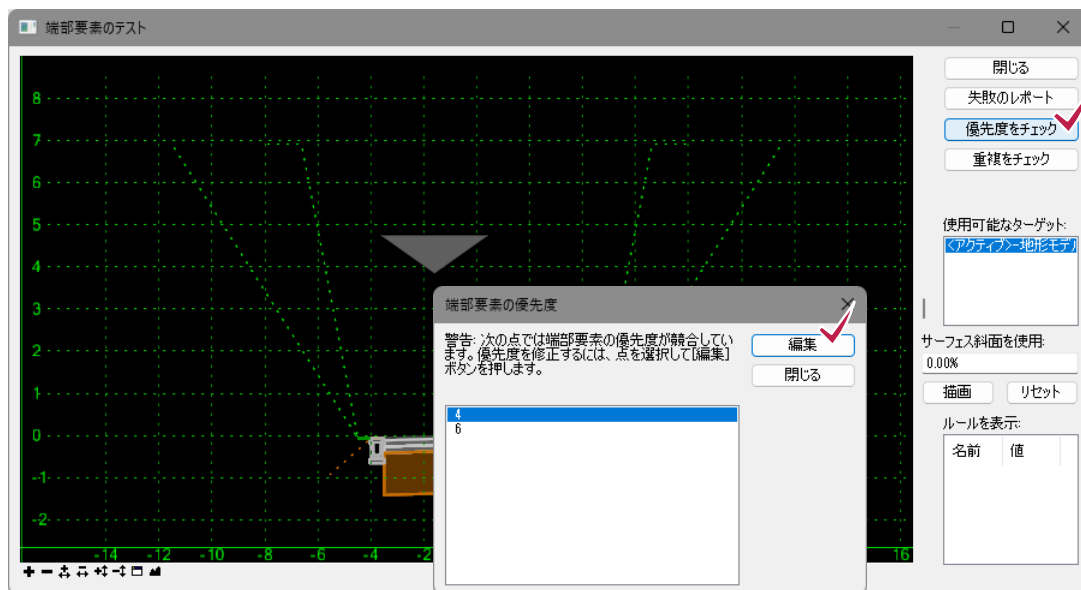 端部要素のテスト
閉じる
失敗のレポート
優先度をチェック
重複をチェック
使用可能なターゲット:
<アクティブ>-地形モデル
サーフェス斜面を使用:
0.00%
描画 リセット
ルールを表示:
名前 値
8
7
6
5
4
3
2
1
0
-1
-2
-14 -12 -10 -8 -6 -4 -2 16
端部要素の優先度
警告: 次の点では端部要素の優先度が競合してい
ます。優先度を修正するには、点を選択して[編集]
ボタンを押します。
編集
閉じる
4
6